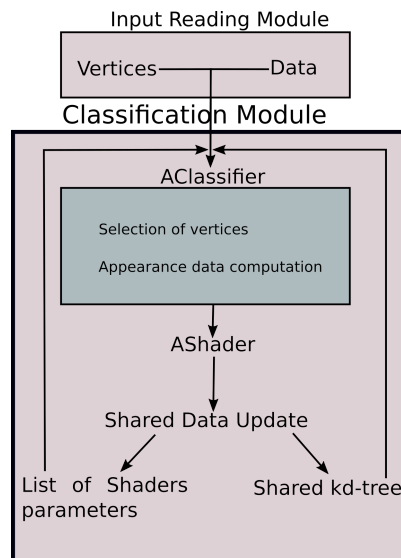 Input Reading Module
Vertices Data
Classification Module
AClassifier
Selection of vertices
Appearance data computation
AShader
Shared Data Update
List of Shaders
parameters
Shared kd-tree